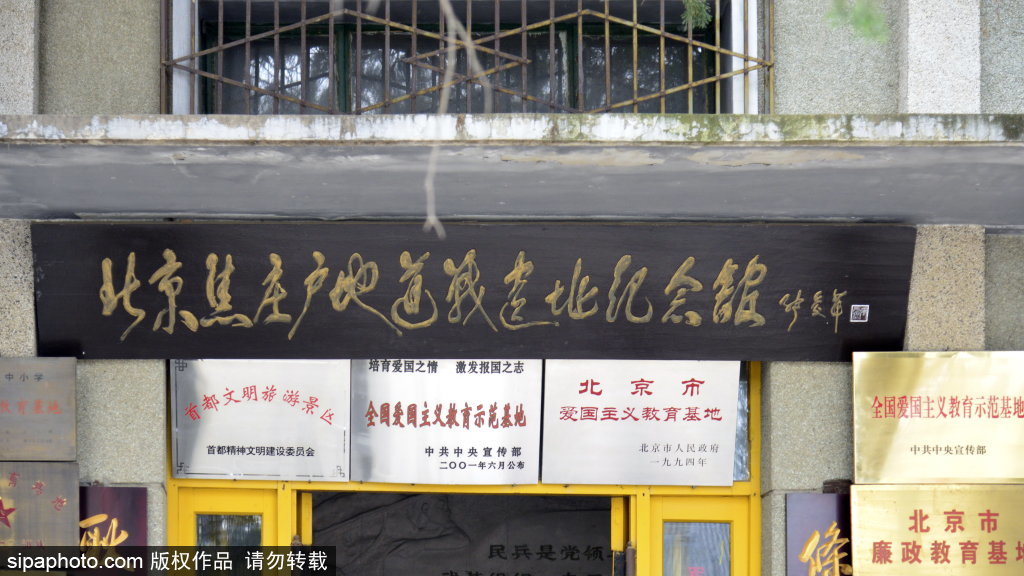 北京焦庄户地道战遗址纪念馆
首都文明旅游景区
首都精神文明建设委员会
培育爱国之情 激发报国之志
全国爱国主义教育示范基地
中共中央宣传部
二〇〇一年六月公布
北京市
爱国主义教育基地
北京市人民政府
一九九四年
中小学
教育基地
全国爱国主义教育示范基地
中共中央宣传部
北京市
廉政教育基地
民兵是党领
條
sipaphoto.com 版权作品 请勿转载